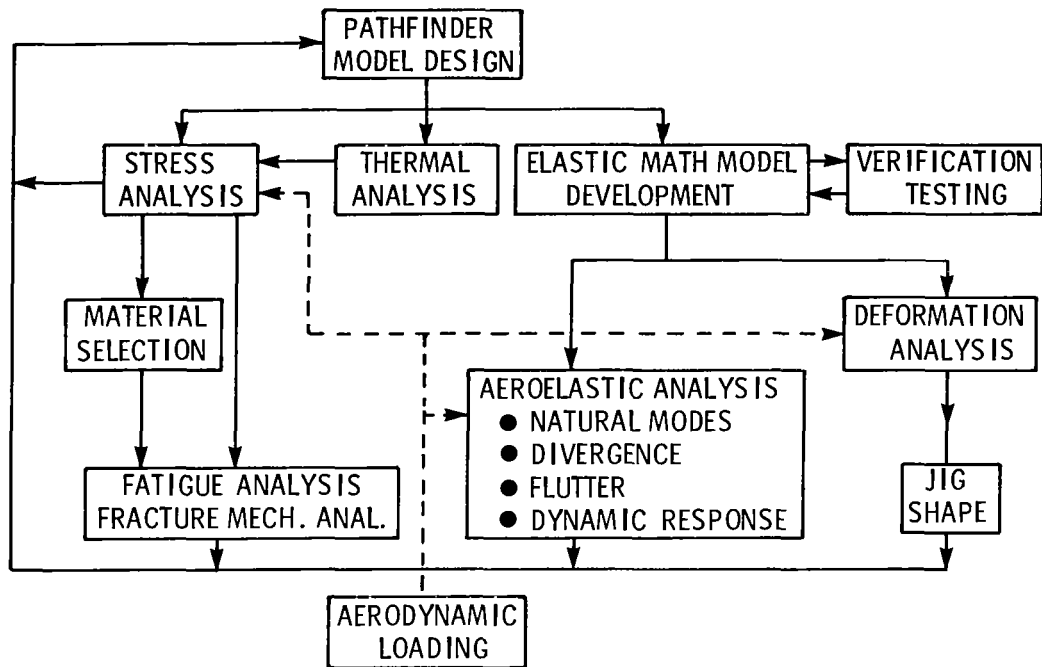 PATHFINDER
MODEL DESIGN
STRESS
ANALYSIS
THERMAL
ANALYSIS
ELASTIC MATH MODEL
DEVELOPMENT
VERIFICATION
TESTING
MATERIAL
SELECTION
DEFORMATION
ANALYSIS
AEROELASTIC ANALYSIS
● NATURAL MODES
● DIVERGENCE
● FLUTTER
● DYNAMIC RESPONSE
FATIGUE ANALYSIS
FRACTURE MECH. ANAL.
JIG
SHAPE
AERODYNAMIC
LOADING